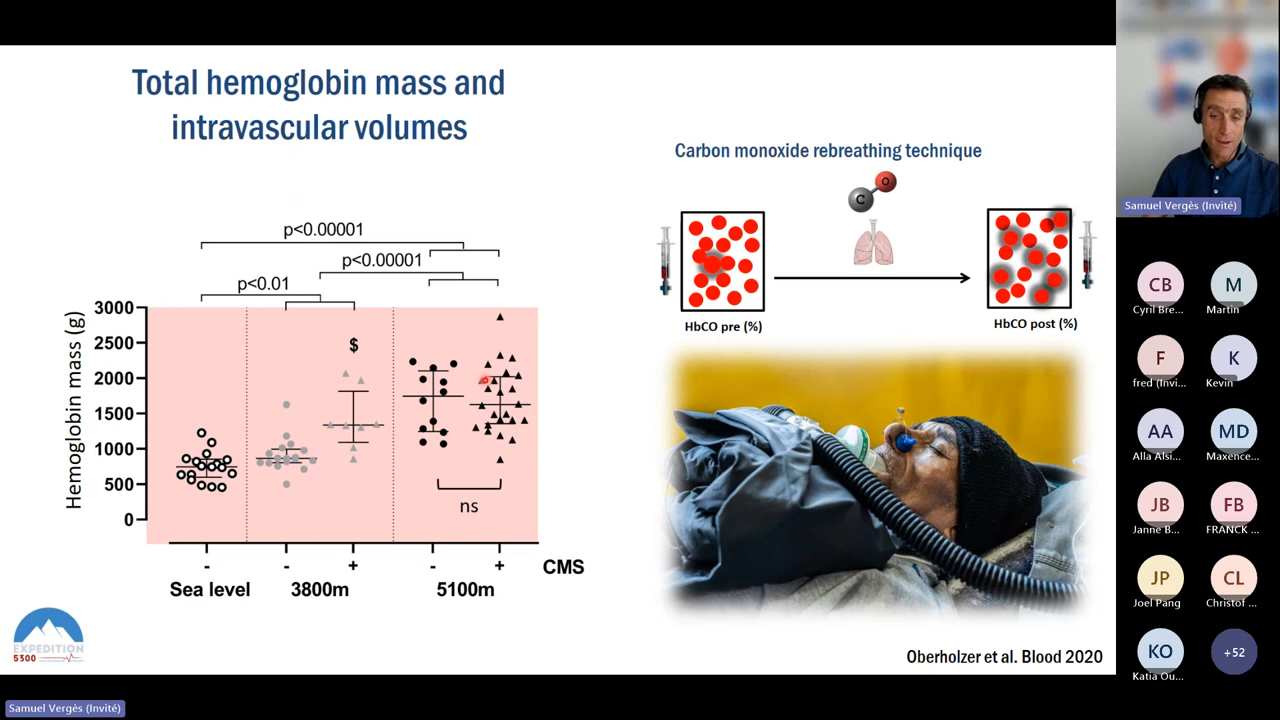 Total hemoglobin mass and
intravascular volumes
Carbon monoxide rebreathing technique
C
O
HbCO pre (%)
HbCO post (%)
p<0.00001
p<0.00001
p<0.01
Hemoglobin mass (g)
3000
2500
2000
1500
1000
500
0
$
ns
- - + - + CMS
Sea level 3800m 5100m
EXPEDITION
5300
Oberholzer et al. Blood 2020
Samuel Vergès (Invité)
Samuel Vergès (Invité)
CB M
Cyril Bre... Martin
F K
fred (Invi... Kevin
AA MD
Alla Alsi... Maxence...
JB FB
Janne B... FRANCK ...
JP CL
Joel Pang Christof ...
KO +52
Katia Ou...